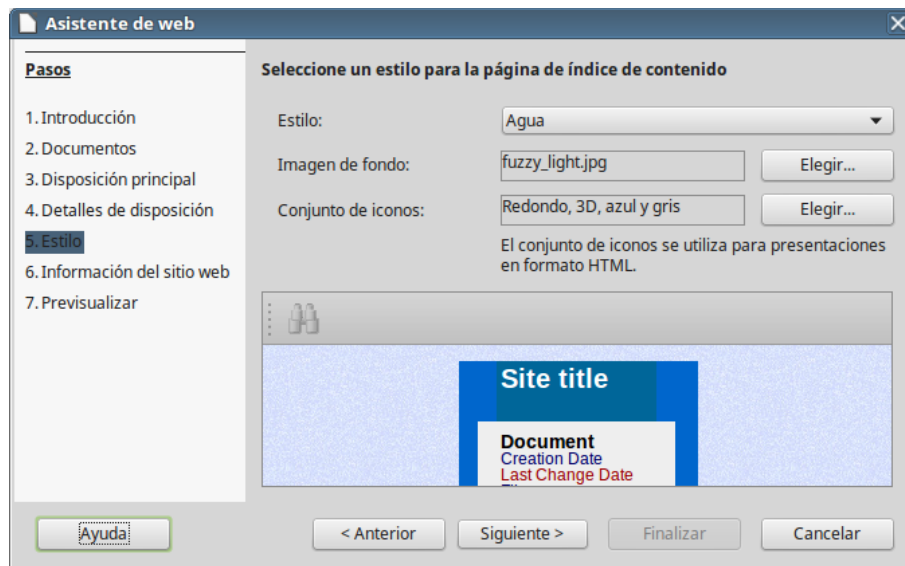 Asistente de web
Pasos
1. Introducción
2. Documentos
3. Disposición principal
4. Detalles de disposición
5. Estilo
6. Información del sitio web
7. Previsualizar
Seleccione un estilo para la página de índice de contenido
Estilo: Agua
Imagen de fondo: fuzzy_light.jpg Elegir...
Conjunto de iconos: Redondo, 3D, azul y gris Elegir...
El conjunto de iconos se utiliza para presentaciones
en formato HTML.
Site title
Document
Creation Date
Last Change Date
Ayuda < Anterior Siguiente > Finalizar Cancelar